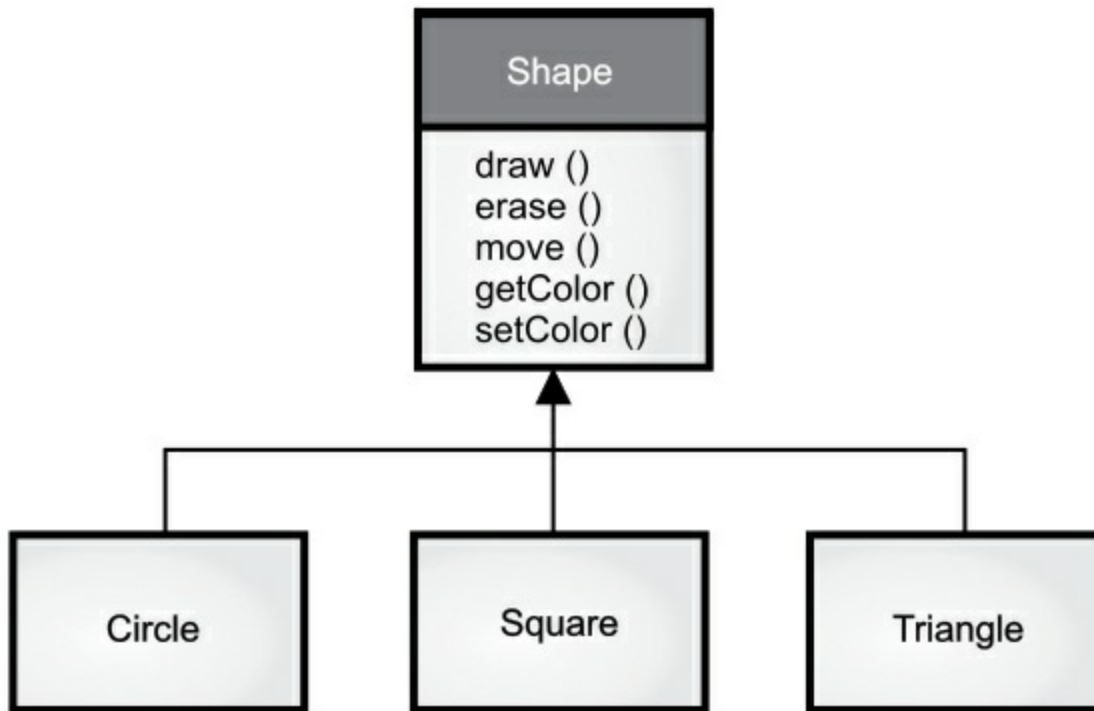 Shape
draw ()
erase ()
move ()
getColor ()
setColor ()
Circle
Square
Triangle